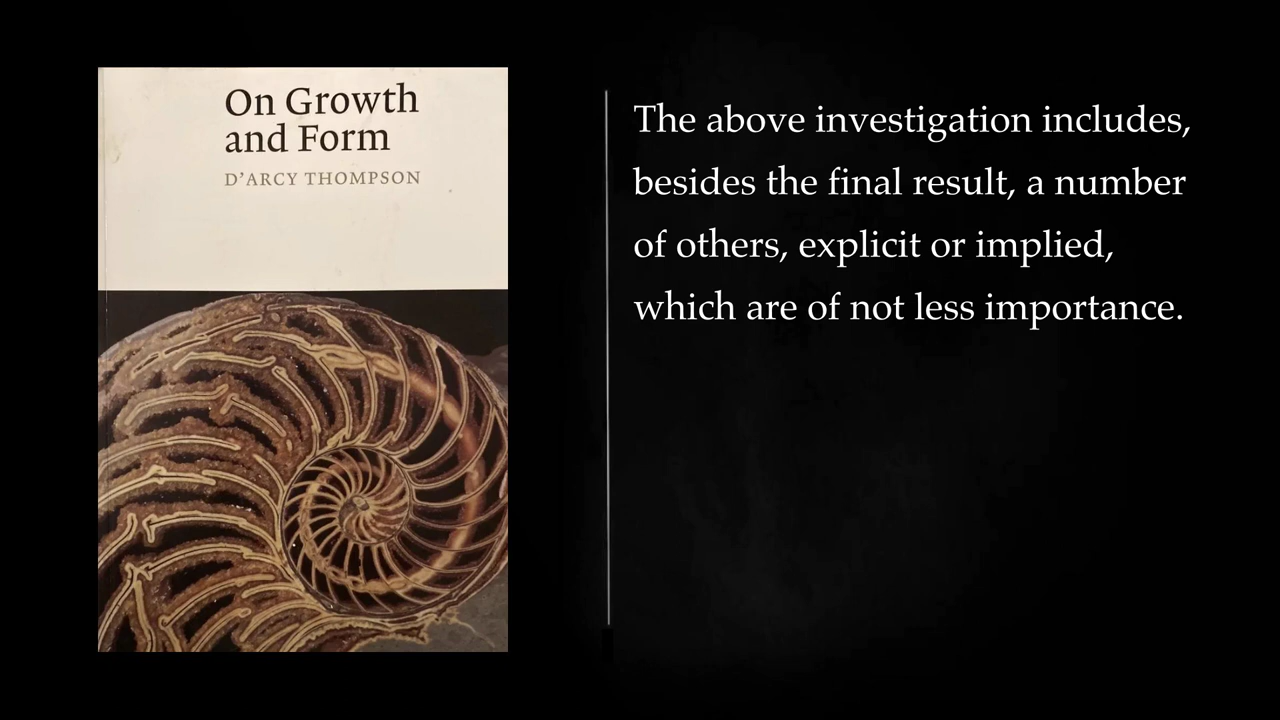 On Growth
and Form
D'ARCY THOMPSON
The above investigation includes,
besides the final result, a number
of others, explicit or implied,
which are of not less importance.